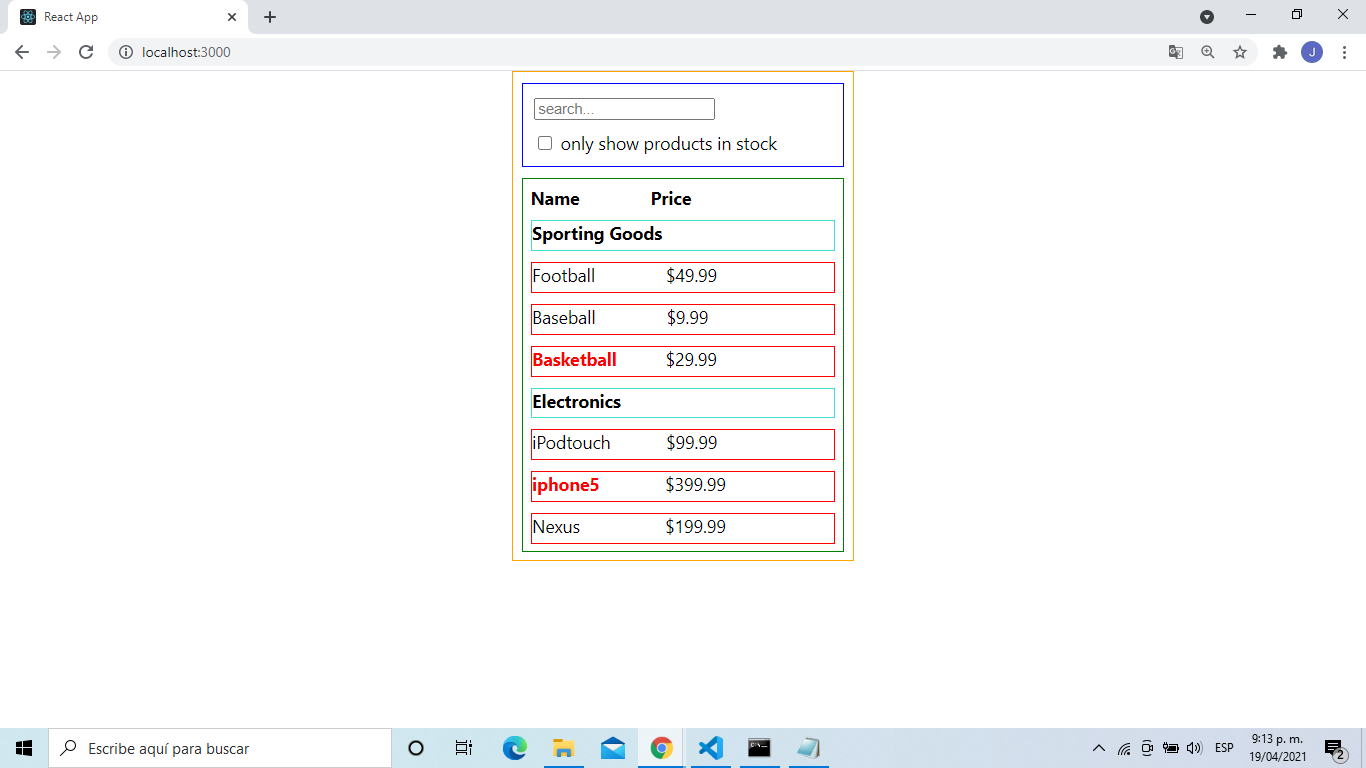 React App
localhost:3000
J
search...
only show products in stock
Name Price
Sporting Goods
Football $49.99
Baseball $9.99
Basketball $29.99
Electronics
iPodtouch $99.99
iphone5 $399.99
Nexus $199.99
Escribe aquí para buscar
ESP
9:13 p. m.
19/04/2021
2